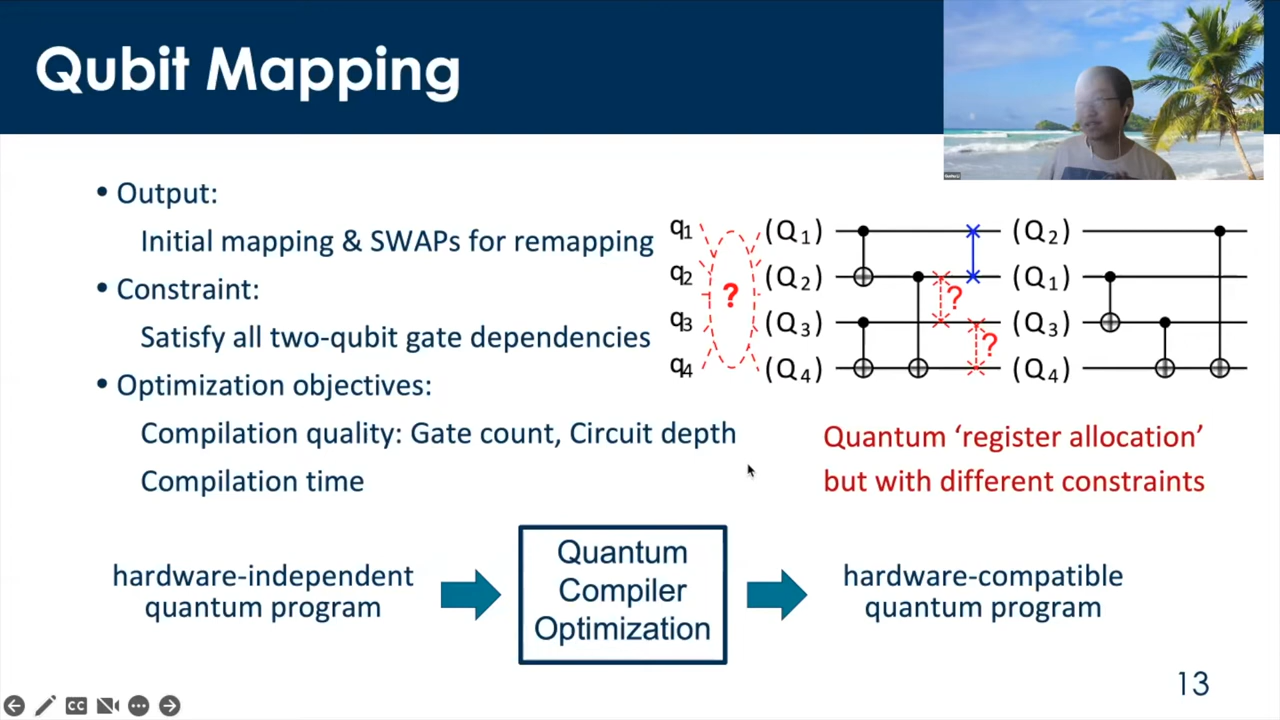 Qubit Mapping
• Output:
Initial mapping & SWAPs for remapping
• Constraint:
Satisfy all two-qubit gate dependencies
• Optimization objectives:
Compilation quality: Gate count, Circuit depth
Compilation time
q1 (Q1) (Q2)
q2 (Q2) (Q1)
q3 (Q3) (Q3)
q4 (Q4) (Q4)
?
?
?
Quantum ‘register allocation’
but with different constraints
hardware-independent
quantum program
Quantum
Compiler
Optimization
hardware-compatible
quantum program
13
CC